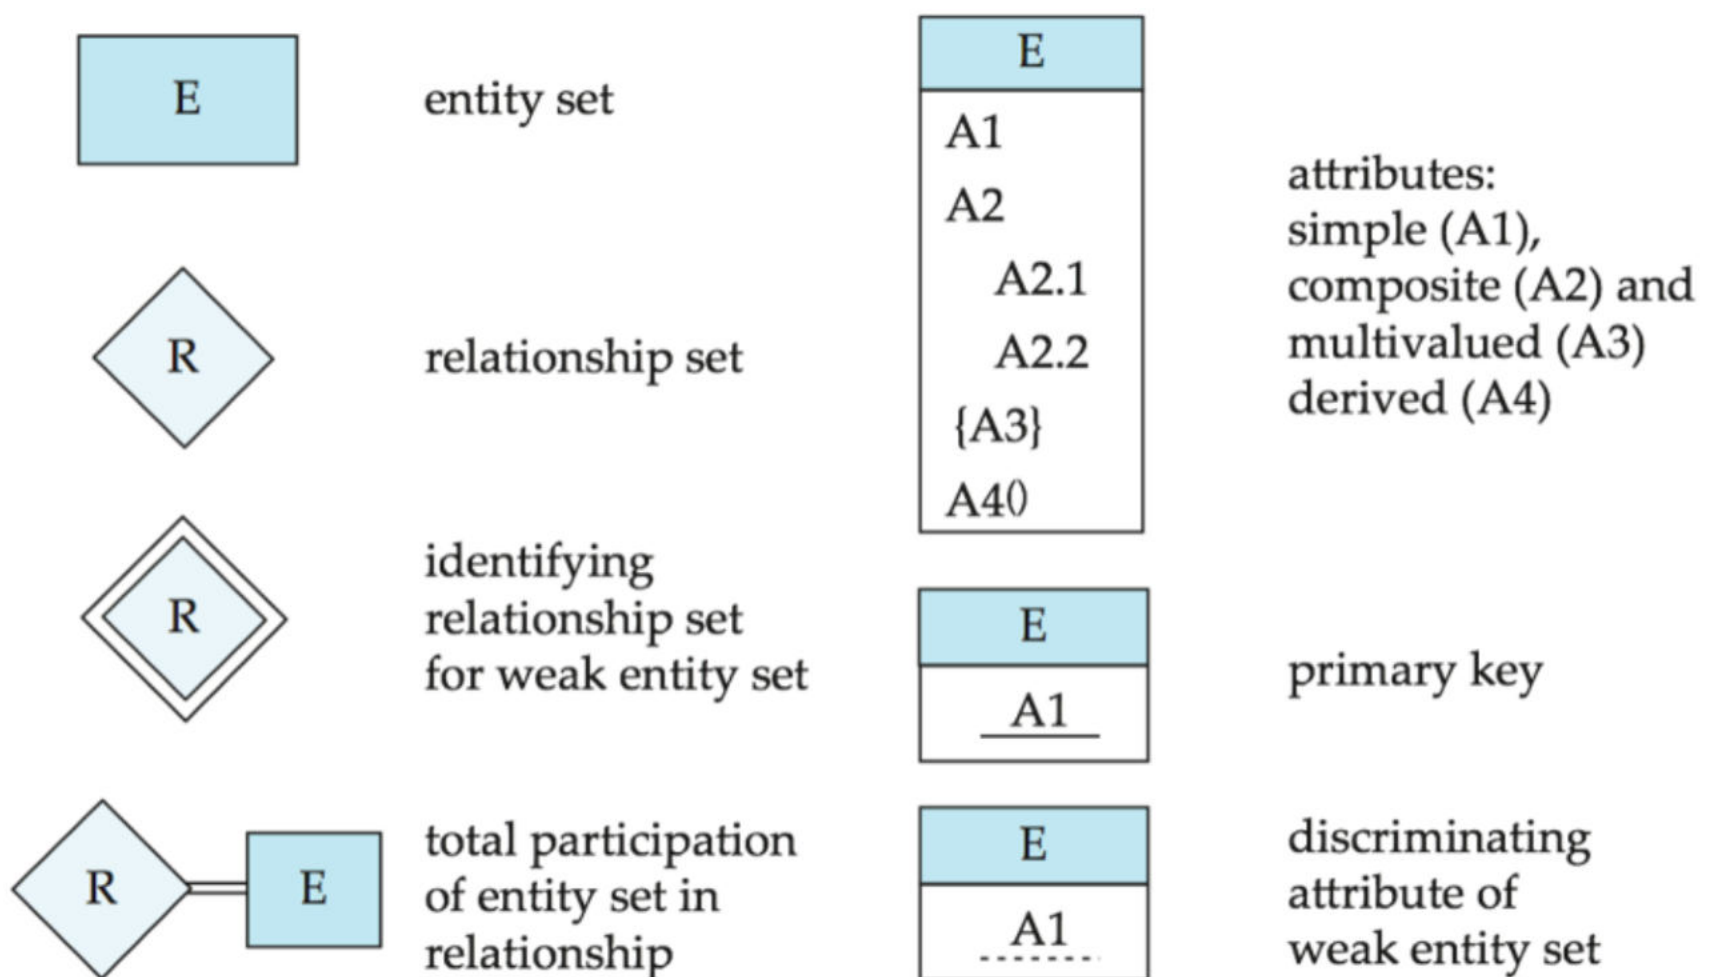 E
entity set
R
relationship set
R
identifying
relationship set
for weak entity set
R
E
total participation
of entity set in
relationship
E
A1
A2
A2.1
A2.2
{A3}
A4()
attributes:
simple (A1),
composite (A2) and
multivalued (A3)
derived (A4)
E
A1
primary key
E
A1
discriminating
attribute of
weak entity set